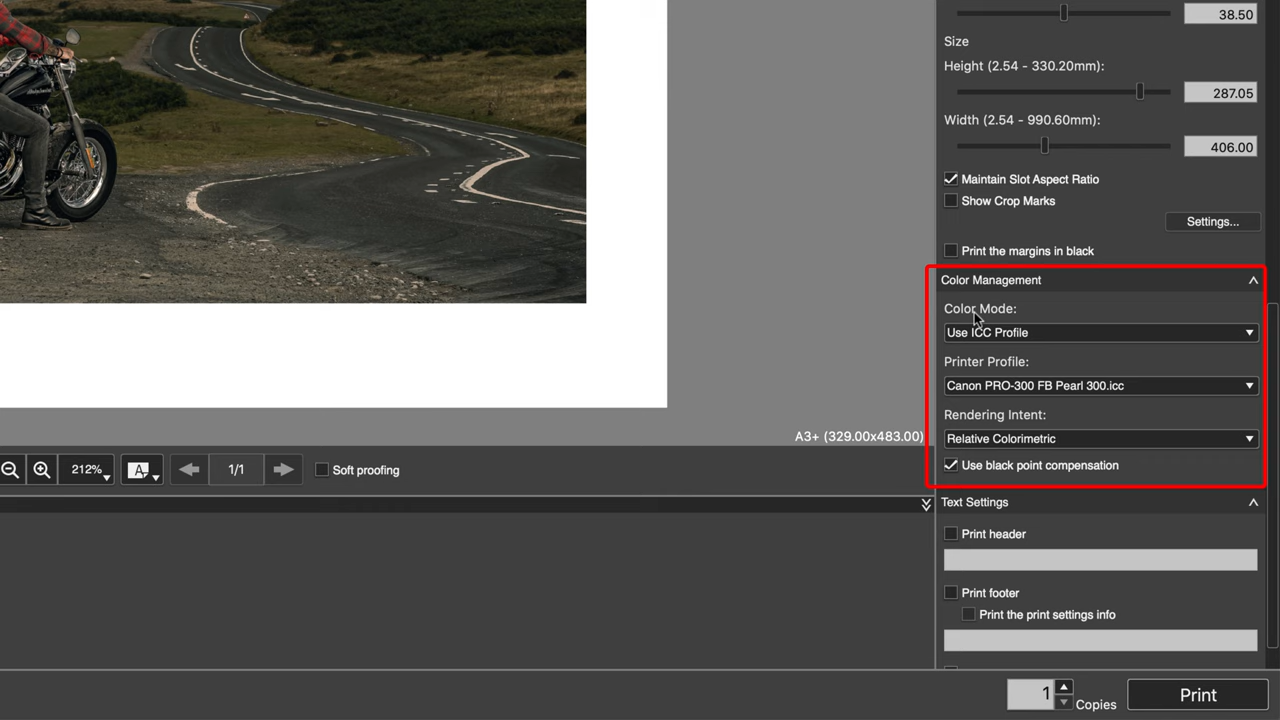 38.50
Size
Height (2.54 - 330.20mm):
287.05
Width (2.54 - 990.60mm):
406.00
Maintain Slot Aspect Ratio
Show Crop Marks
Settings...
Print the margins in black
Color Management
Color Mode:
Use ICC Profile
Printer Profile:
Canon PRO-300 FB Pearl 300.icc
Rendering Intent:
Relative Colorimetric
Use black point compensation
A3+ (329.00x483.00)
212%
A
1/1
Soft proofing
Text Settings
Print header
Print footer
Print the print settings info
1
Copies
Print